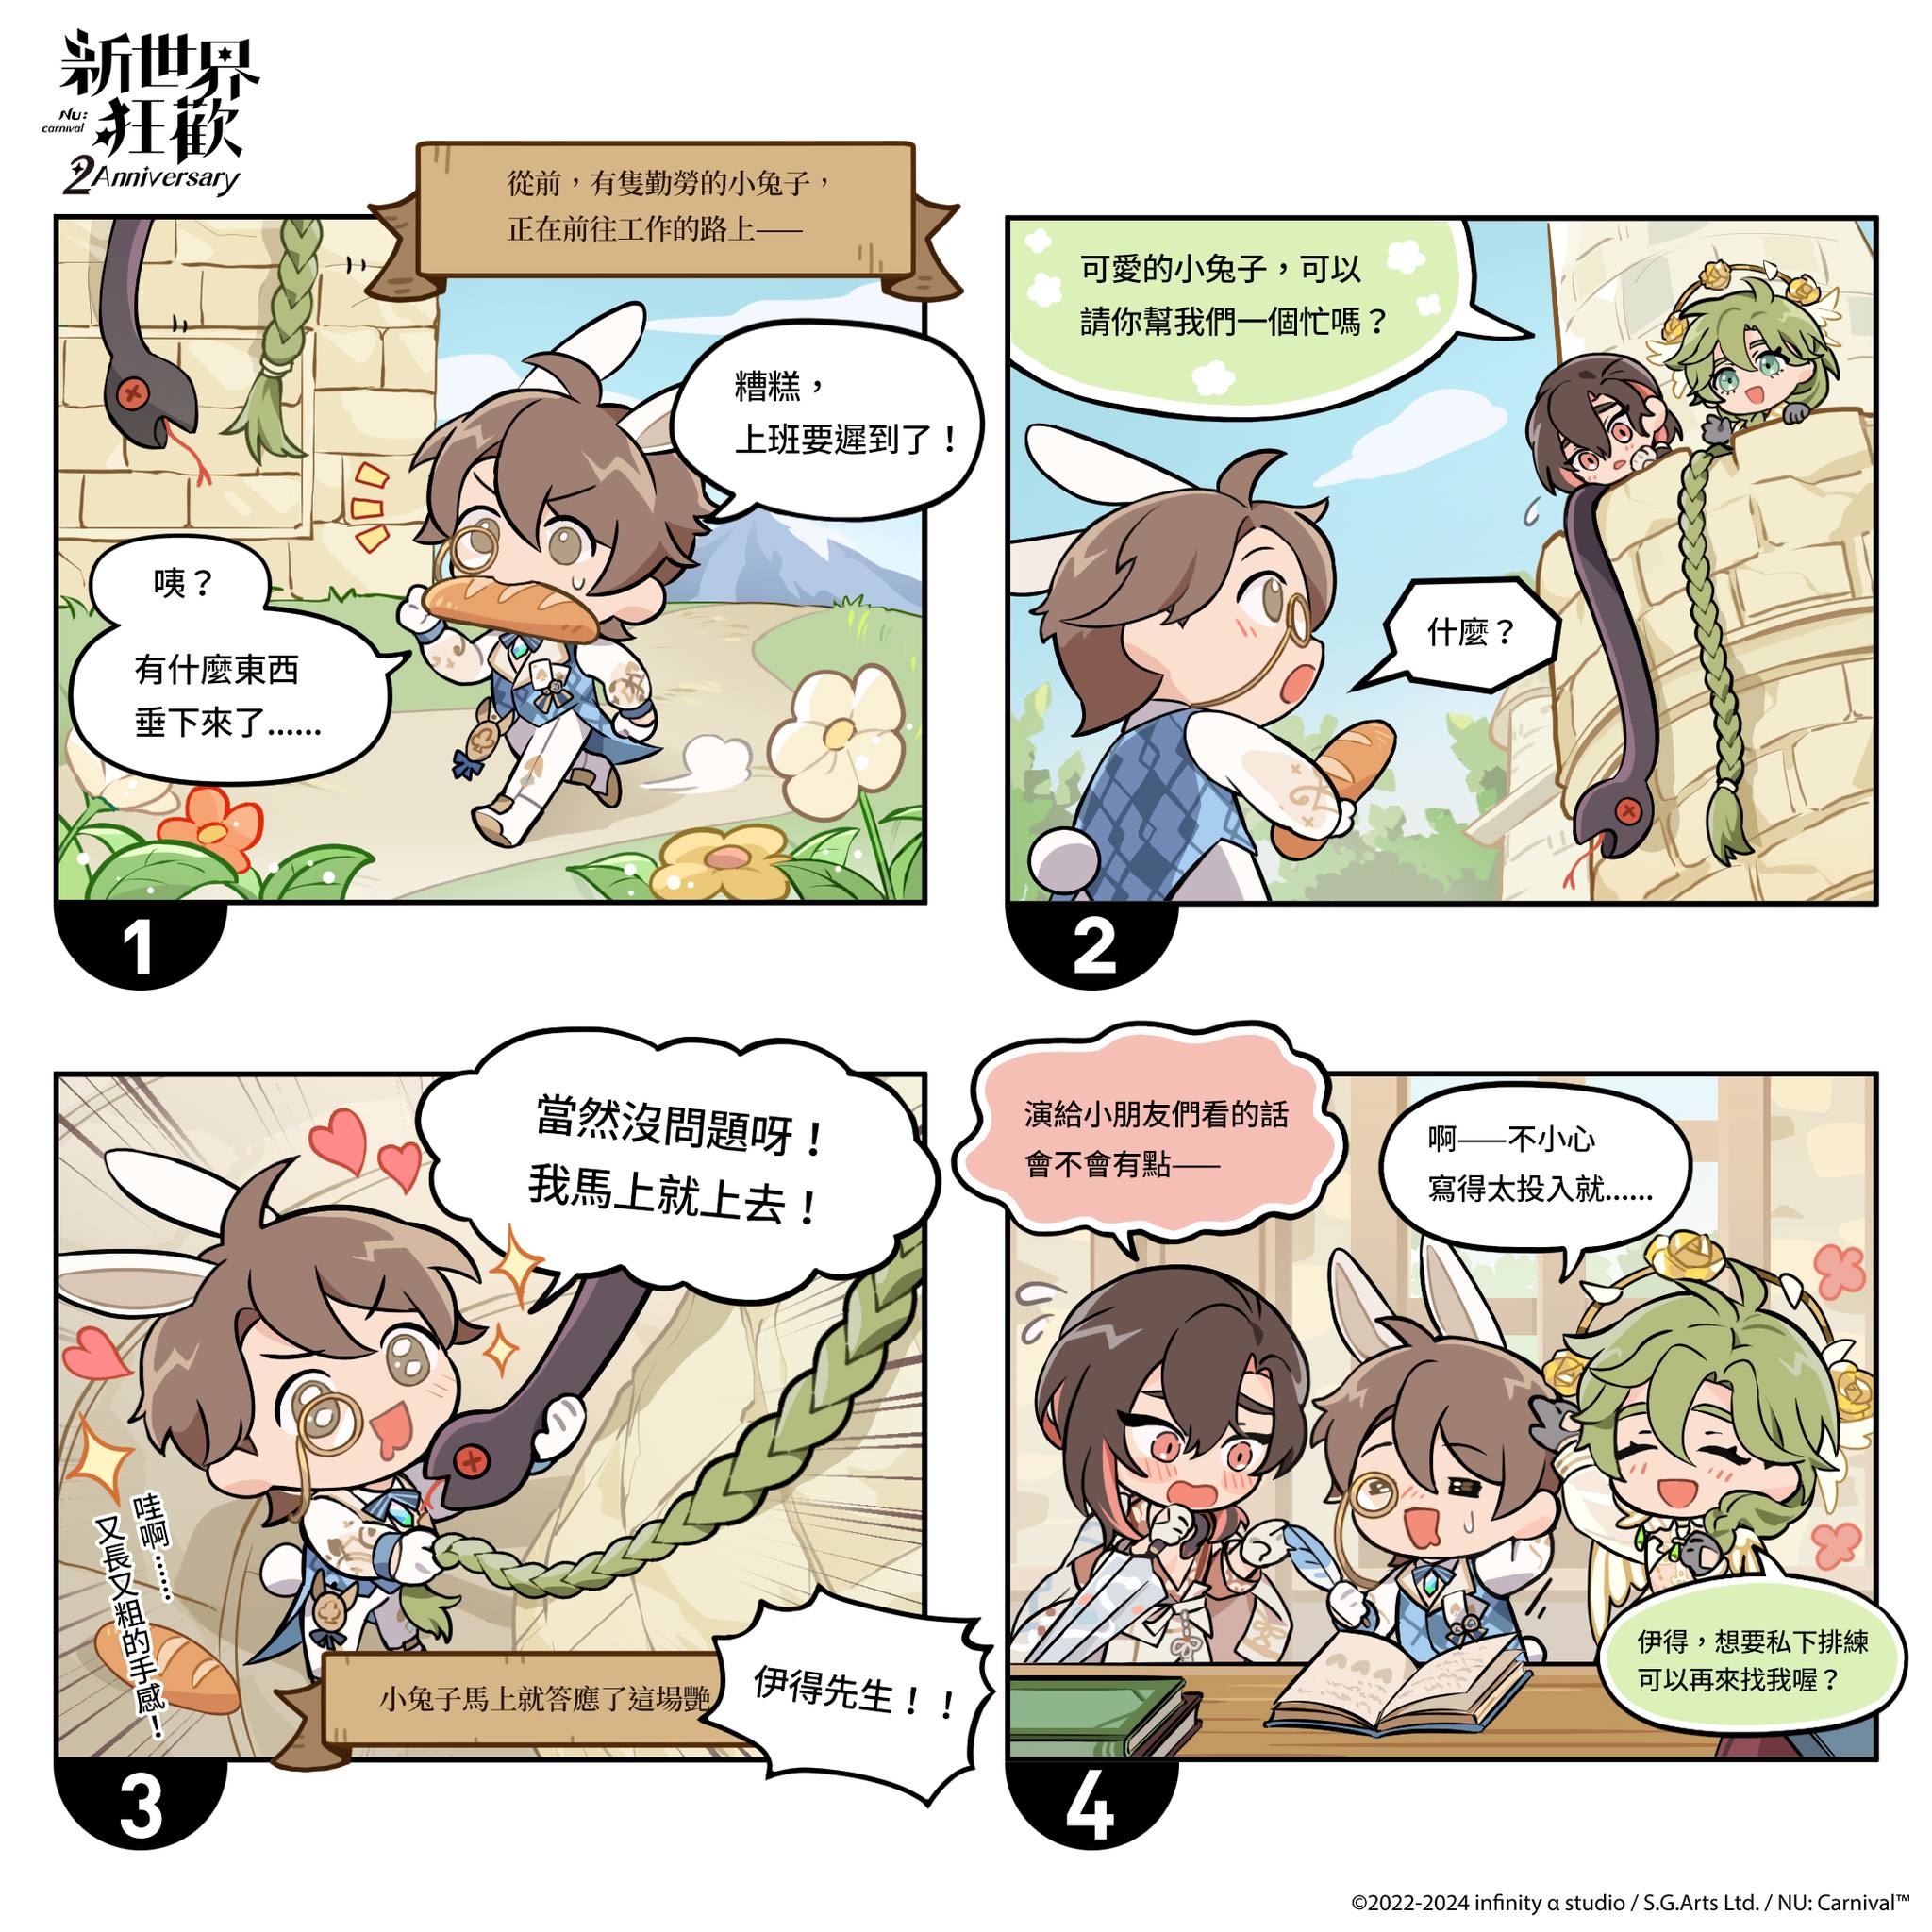 新世界
狂歡
Nu:
carnival
2 Anniversary
從前，有隻勤勞的小兔子，
正在前往工作的路上——
糟糕，
上班要遲到了！
咦？
有什麼東西
垂下來了......
1
可愛的小兔子，可以
請你幫我們一個忙嗎？
什麼？
2
當然沒問題呀！
我馬上就上去！
哇啊......
又長又粗的手感！
小兔子馬上就答應了這場艷
伊得先生！！
3
演給小朋友們看的話
會不會有點——
啊——不小心
寫得太投入就......
伊得，想要私下排練
可以再來找我喔？
4
©2022-2024 infinity α studio / S.G.Arts Ltd. / NU: Carnival™